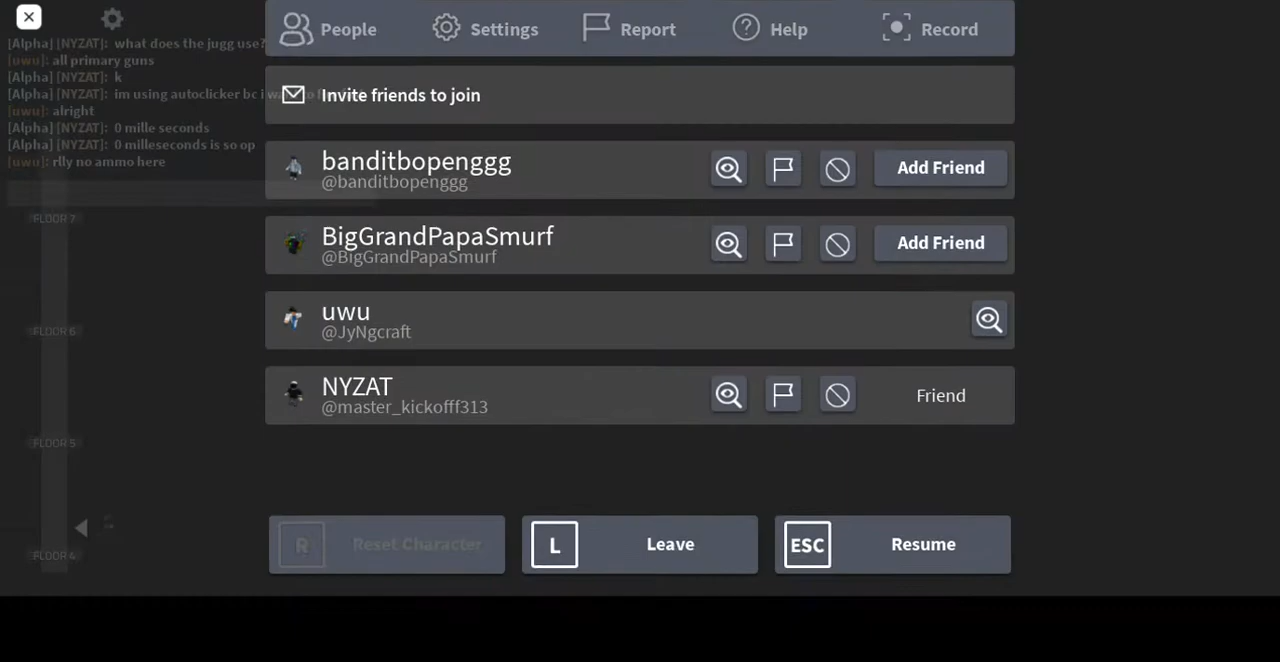 People
Settings
Report
Help
Record
[Alpha] [NYZAT]: what does the jugg use?
[uwu]: all primary guns
[Alpha] [NYZAT]: k
[Alpha] [NYZAT]: im using autoclicker bc i
[uwu]: alright
[Alpha] [NYZAT]: 0 mille seconds
[Alpha] [NYZAT]: 0 milleseconds is so op
[uwu]: rlly no ammo here
Invite friends to join
banditbopenggg
@banditbopenggg
Add Friend
BigGrandPapaSmurf
@BigGrandPapaSmurf
Add Friend
uwu
@JyNgcraft
NYZAT
@master_kickofff313
Friend
FLOOR 7
FLOOR 6
FLOOR 5
FLOOR 4
R Reset Character
L Leave
ESC Resume